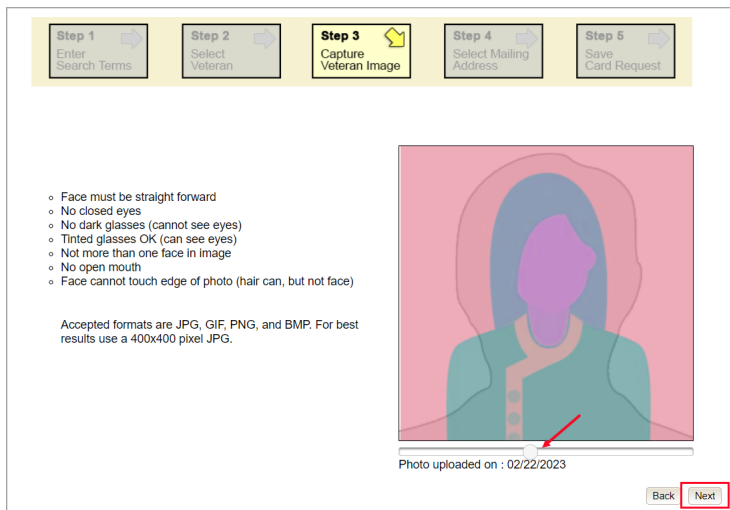 Step 1
Enter
Search Terms
Step 2
Select
Veteran
Step 3
Capture
Veteran Image
Step 4
Select Mailing
Address
Step 5
Save
Card Request
Face must be straight forward
No closed eyes
No dark glasses (cannot see eyes)
Tinted glasses OK (can see eyes)
Not more than one face in image
No open mouth
Face cannot touch edge of photo (hair can, but not face)
Accepted formats are JPG, GIF, PNG, and BMP. For best
results use a 400x400 pixel JPG.
Photo uploaded on : 02/22/2023
Back
Next